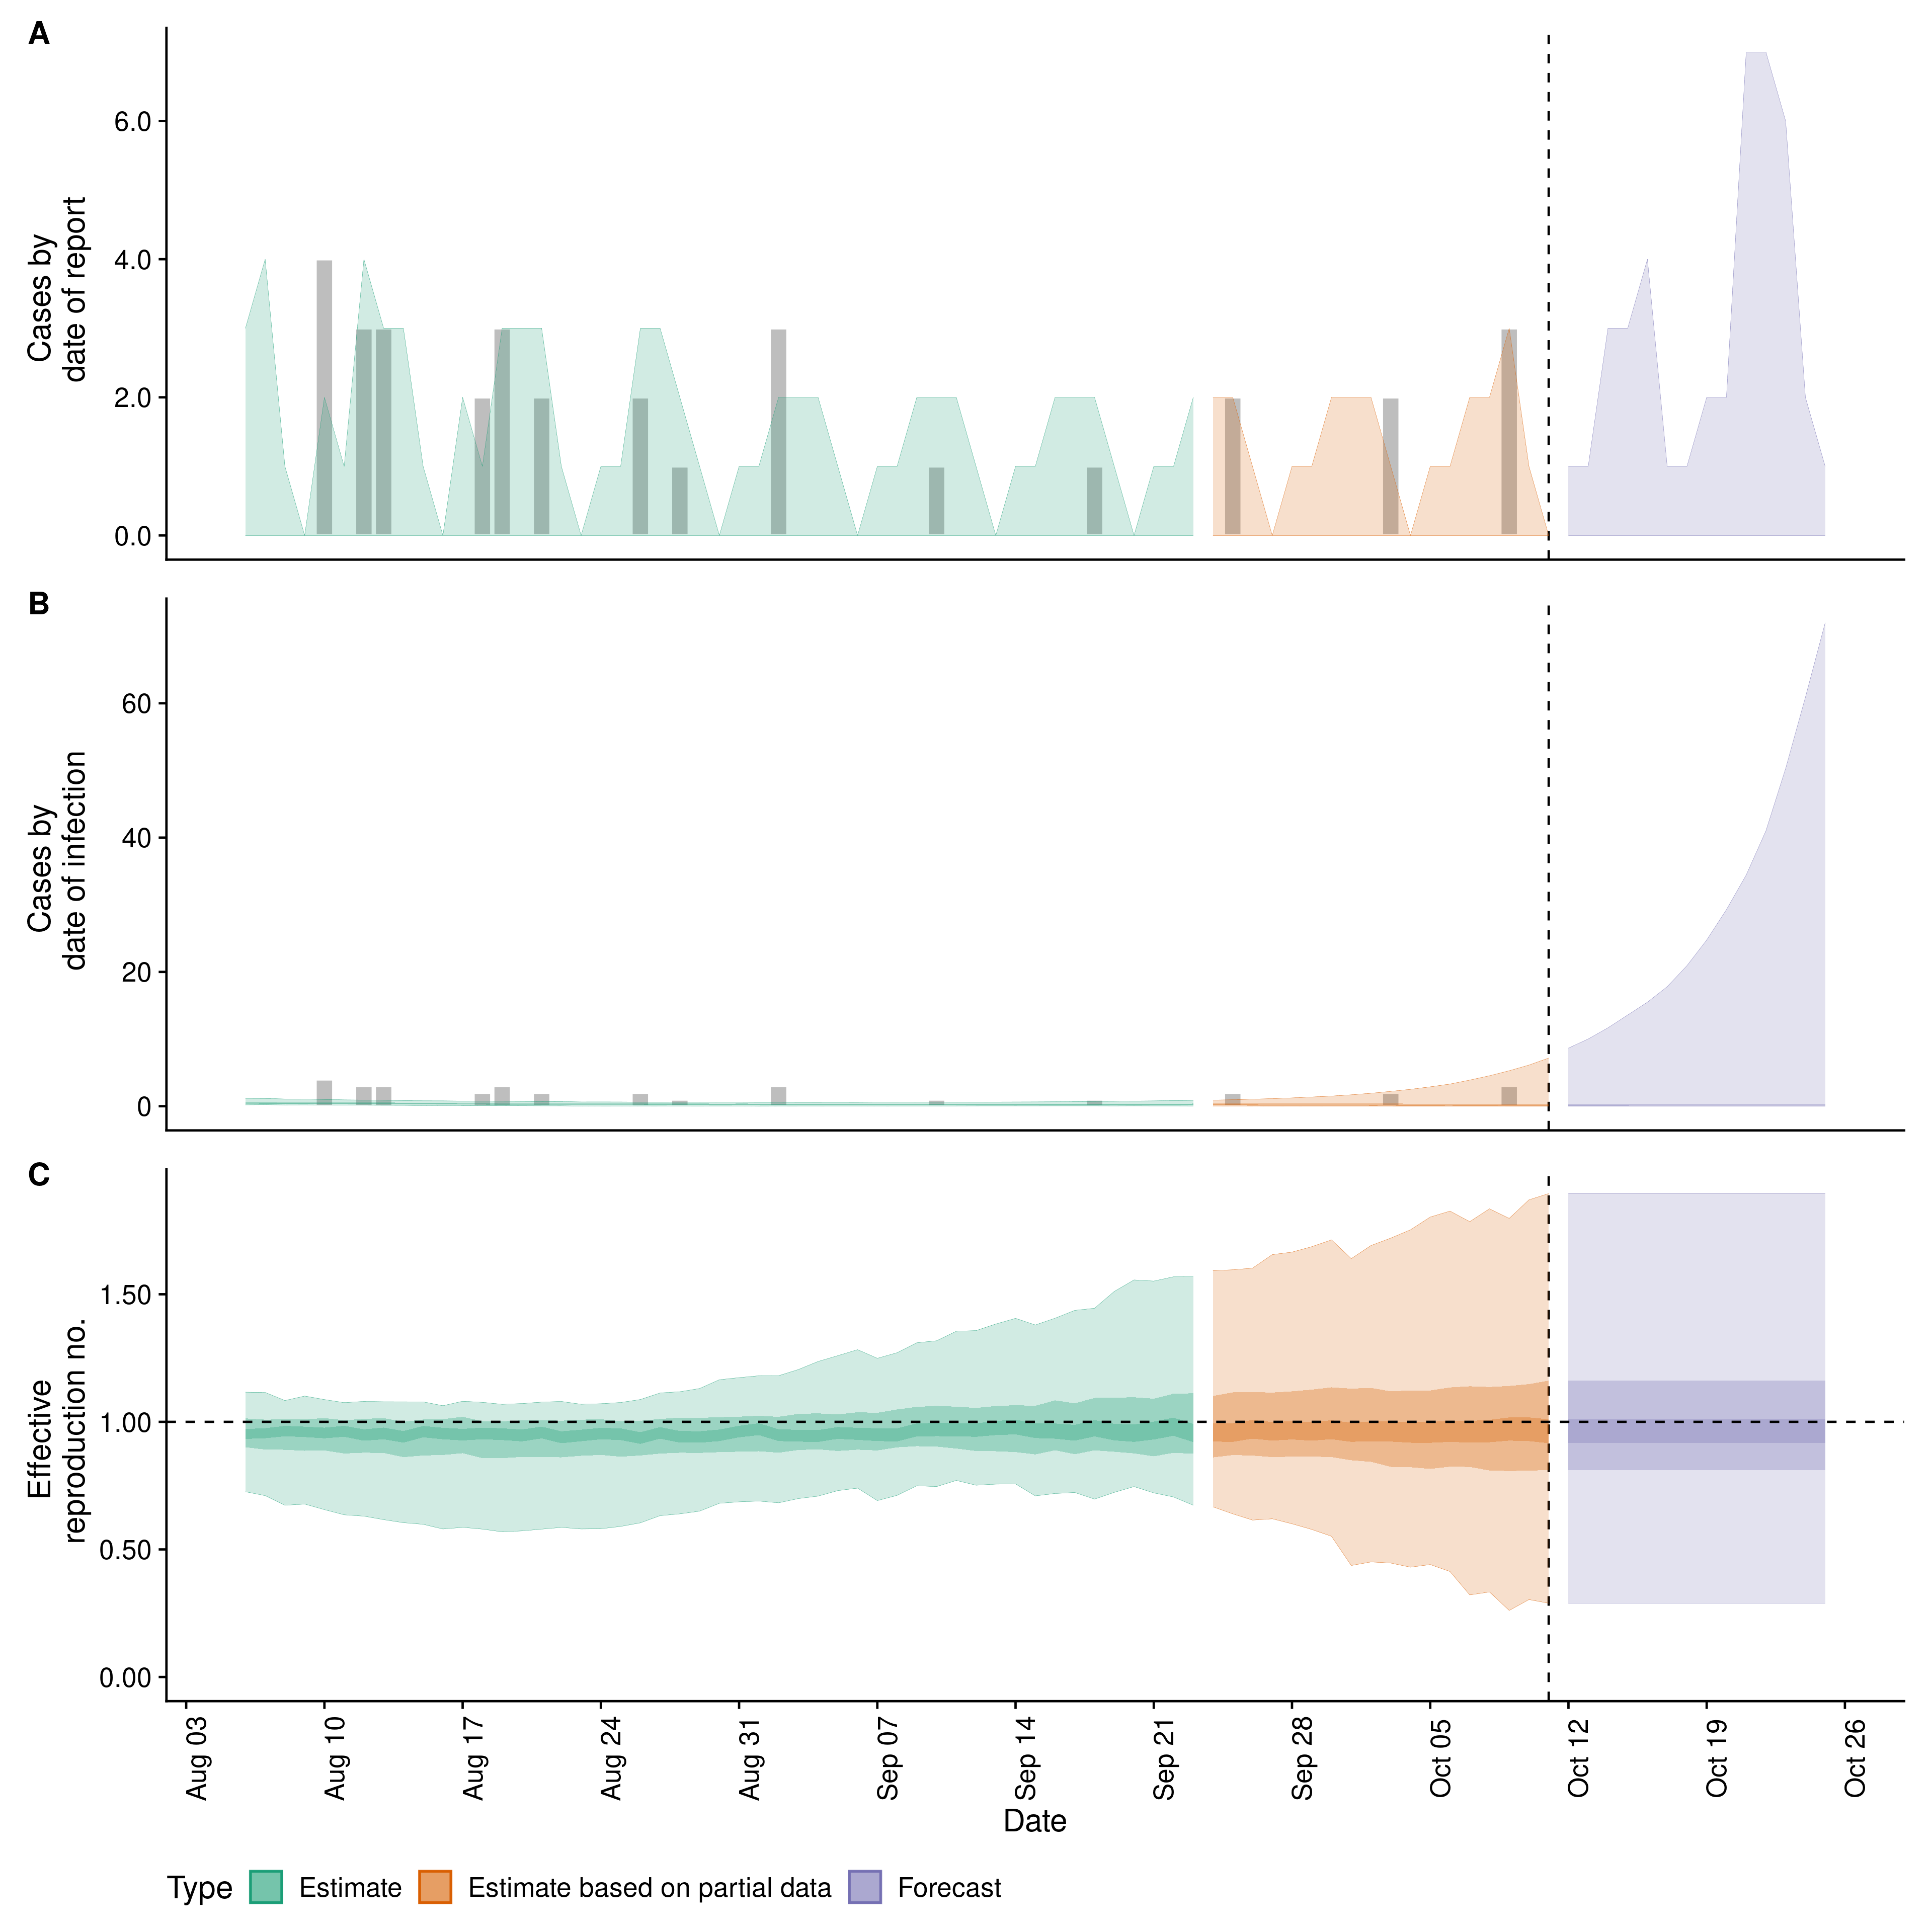 A
Cases by
date of report
6.0
4.0
2.0
0.0
B
Cases by
date of infection
60
40
20
0
C
Effective
reproduction no.
1.50
1.00
0.50
0.00
Aug 03
Aug 10
Aug 17
Aug 24
Aug 31
Sep 07
Sep 14
Sep 21
Sep 28
Oct 05
Oct 12
Oct 19
Oct 26
Date
Type Estimate Estimate based on partial data Forecast